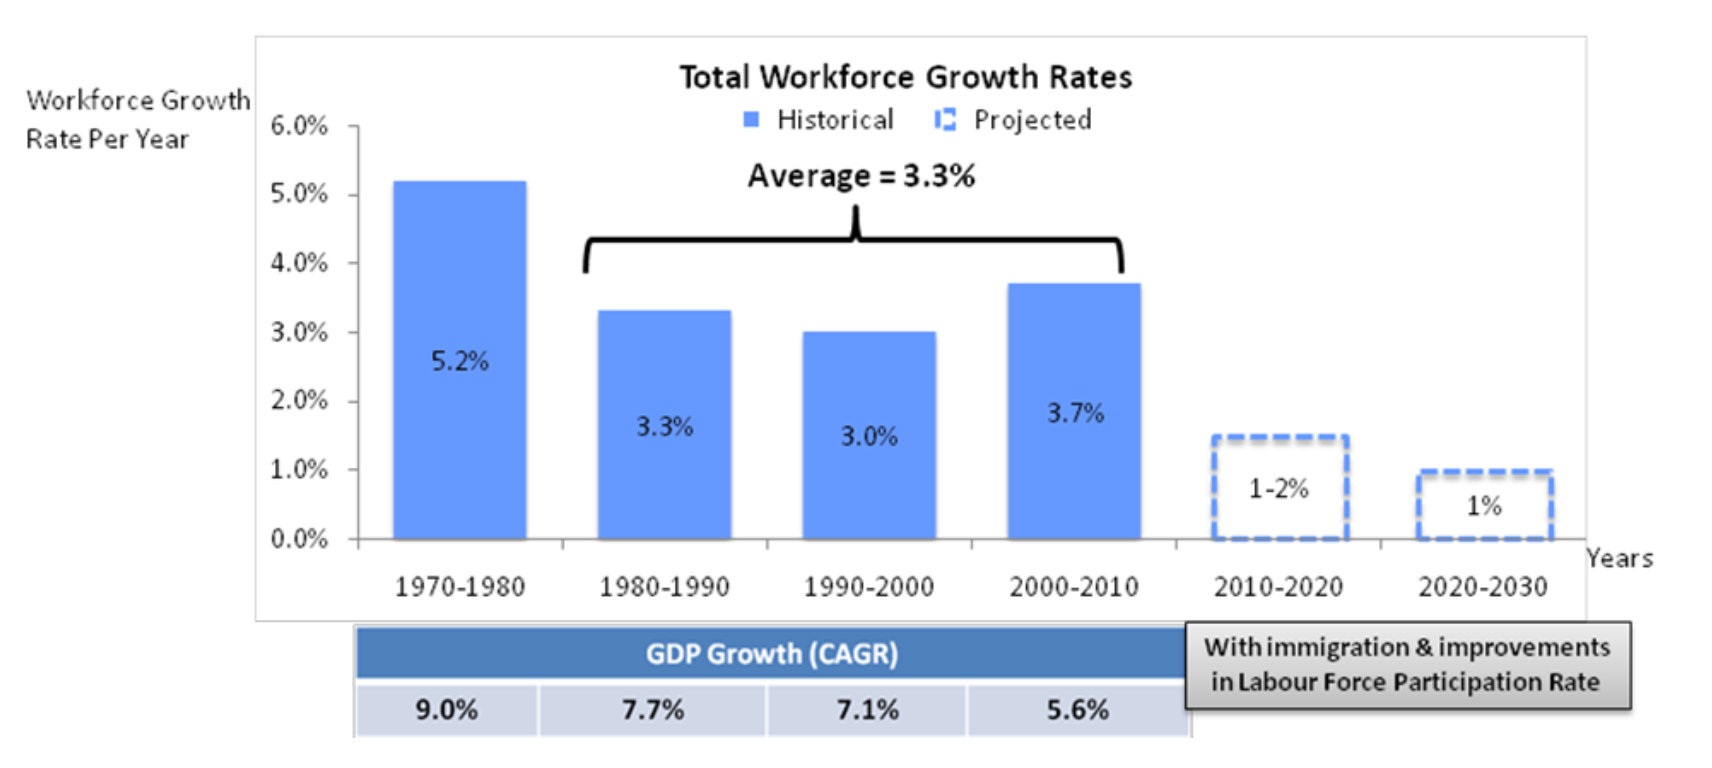 Total Workforce Growth Rates
Historical Projected
Workforce Growth
Rate Per Year
Average = 3.3%
6.0%
5.0%
4.0%
3.0%
2.0%
1.0%
0.0%
5.2%
3.3%
3.0%
3.7%
1-2%
1%
1970-1980 1980-1990 1990-2000 2000-2010 2010-2020 2020-2030
Years
GDP Growth (CAGR)
9.0% 7.7% 7.1% 5.6%
With immigration & improvements
in Labour Force Participation Rate